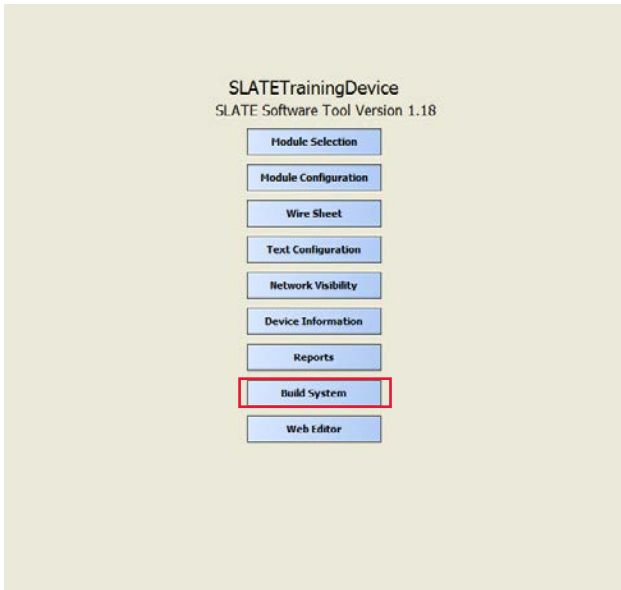 SLATETrainingDevice
SLATE Software Tool Version 1.18
Module Selection
Module Configuration
Wire Sheet
Text Configuration
Network Visibility
Device Information
Reports
Build System
Web Editor